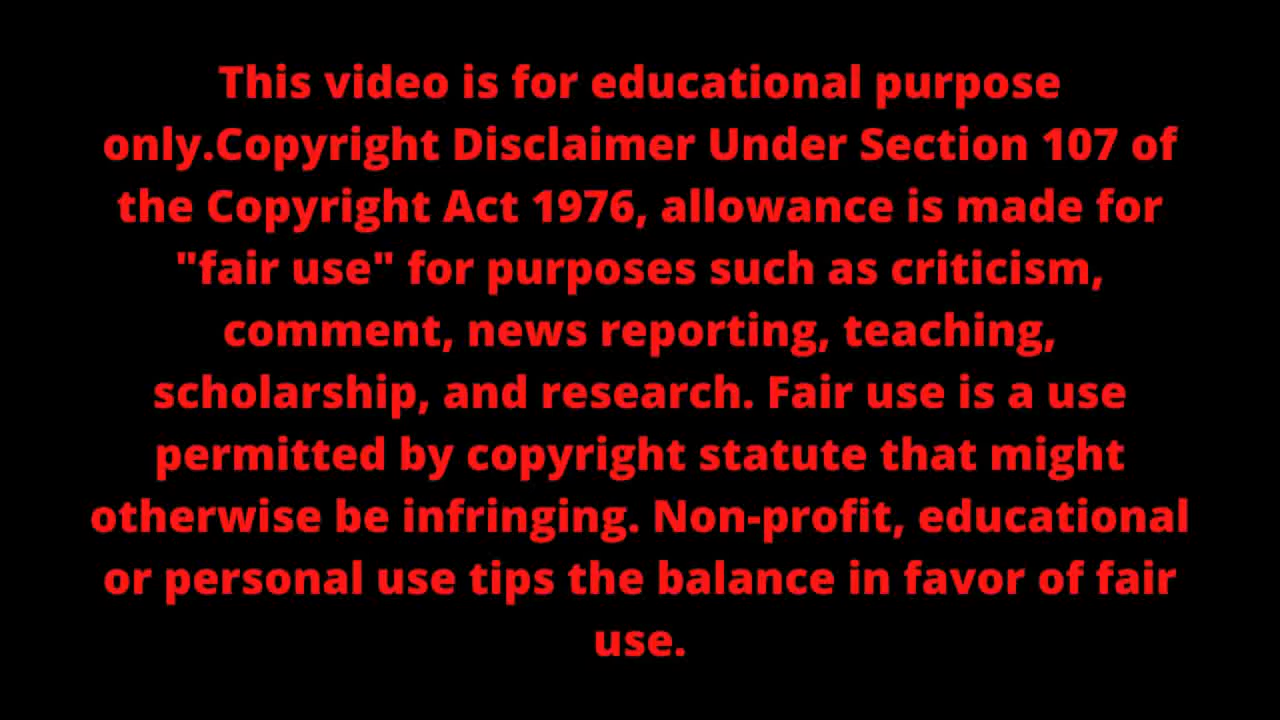 This video is for educational purpose
only.Copyright Disclaimer Under Section 107 of
the Copyright Act 1976, allowance is made for
"fair use" for purposes such as criticism,
comment, news reporting, teaching,
scholarship, and research. Fair use is a use
permitted by copyright statute that might
otherwise be infringing. Non-profit, educational
or personal use tips the balance in favor of fair
use.